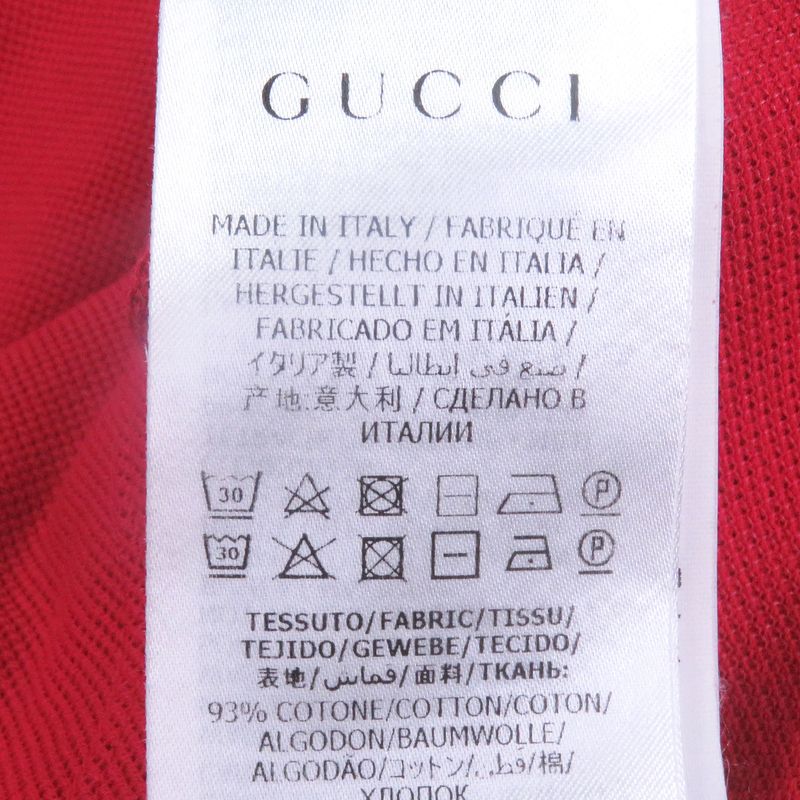 GUCCI
MADE IN ITALY / FABRIQUÉ EN
ITALIE / HECHO EN ITALIA /
HERGESTELLT IN ITALIEN /
FABRICADO EM ITÁLIA /
イタリア製 / صنع في ايطاليا /
产地:意大利 / СДЕЛАНО В
ИТАЛИИ
30 P
30 P
TESSUTO/FABRIC/TISSU/
TEJIDO/GEWEBE/TECIDO/
表地/قماش/面料/ТКАНЬ:
93% COTONE/COTTON/COTON/
ALGODON/BAUMWOLLE/
ALGODÃO/コットン/قطن/棉/
ХЛОПОК